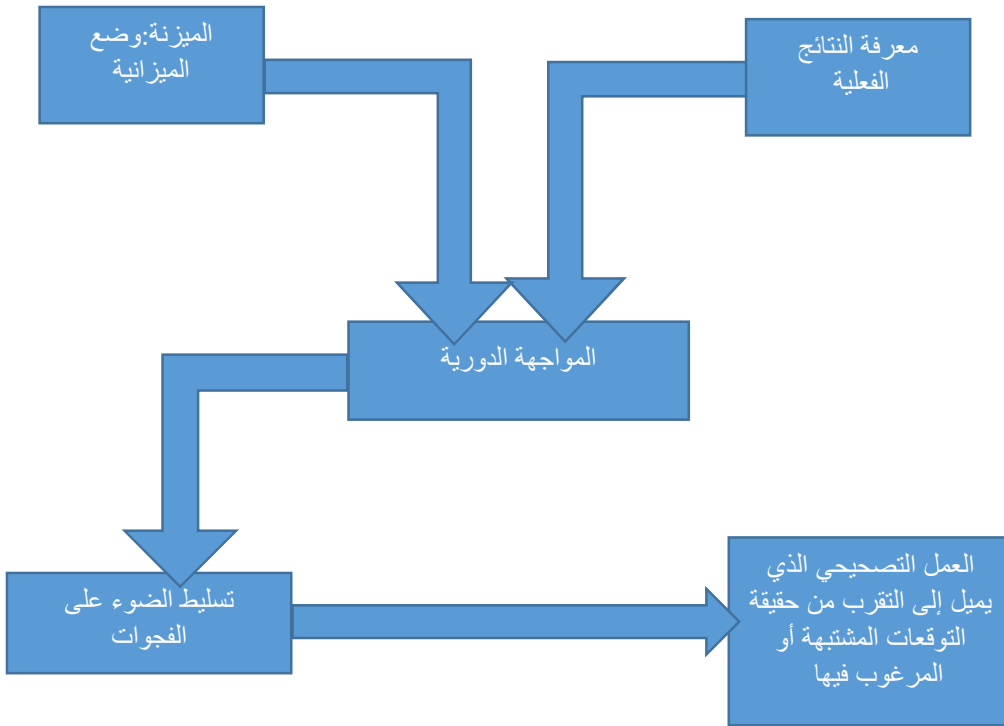 معرفة النتائج
الفعلية
الميزنة:وضع
الميزانية
المواجهة الدورية
تسليط الضوء على
الفجوات
العمل التصحيحي الذي
يميل إلى التقرب من حقيقة
التوقعات المشتبهة أو
المرغوب فيها